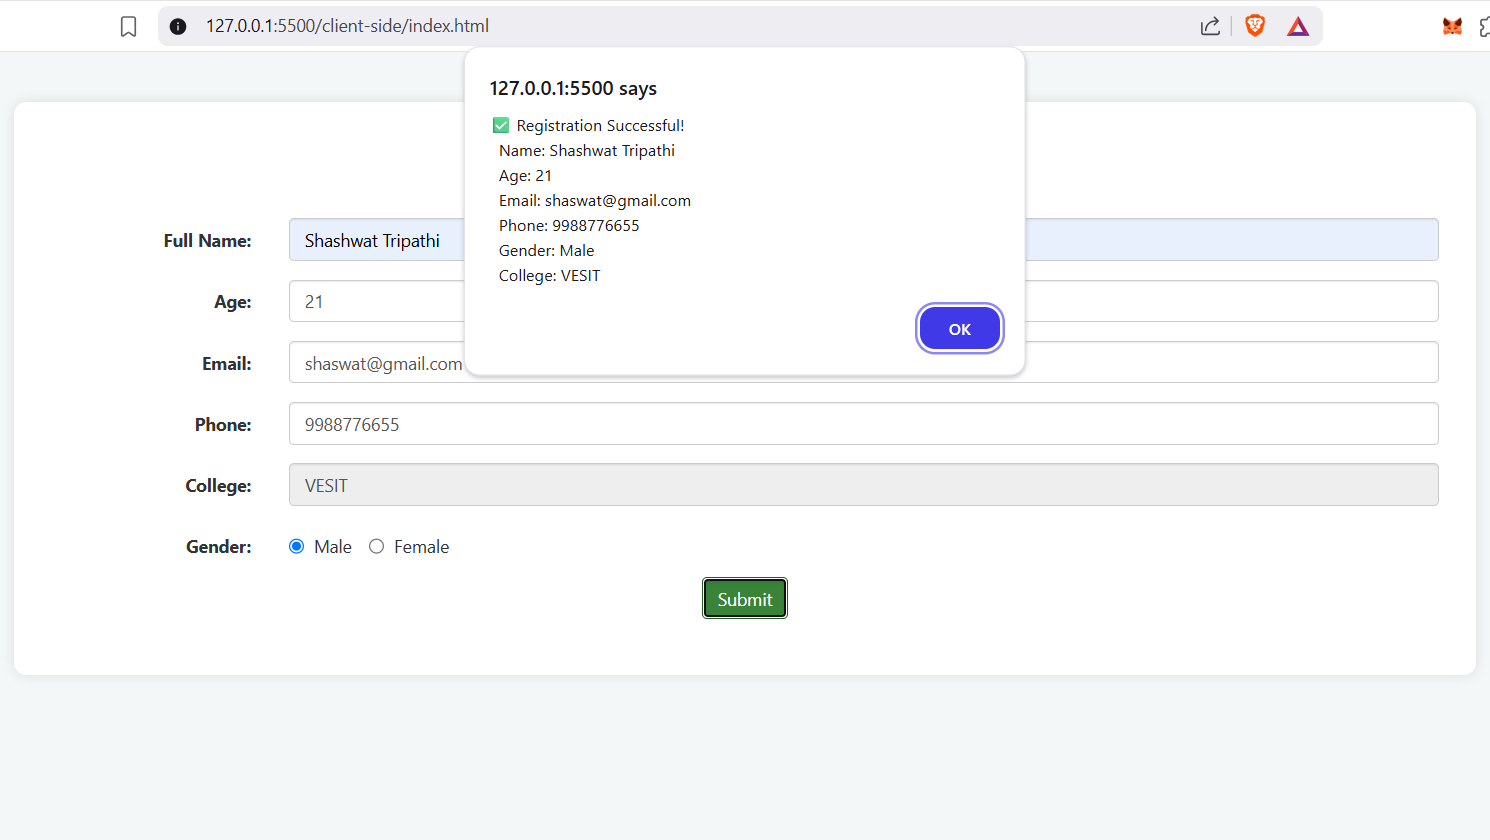 127.0.0.1:5500/client-side/index.html
127.0.0.1:5500 says
✅ Registration Successful!
Name: Shashwat Tripathi
Age: 21
Email: shaswat@gmail.com
Phone: 9988776655
Gender: Male
College: VESIT
OK
Full Name: Shashwat Tripathi
Age: 21
Email: shaswat@gmail.com
Phone: 9988776655
College: VESIT
Gender: Male Female
Submit